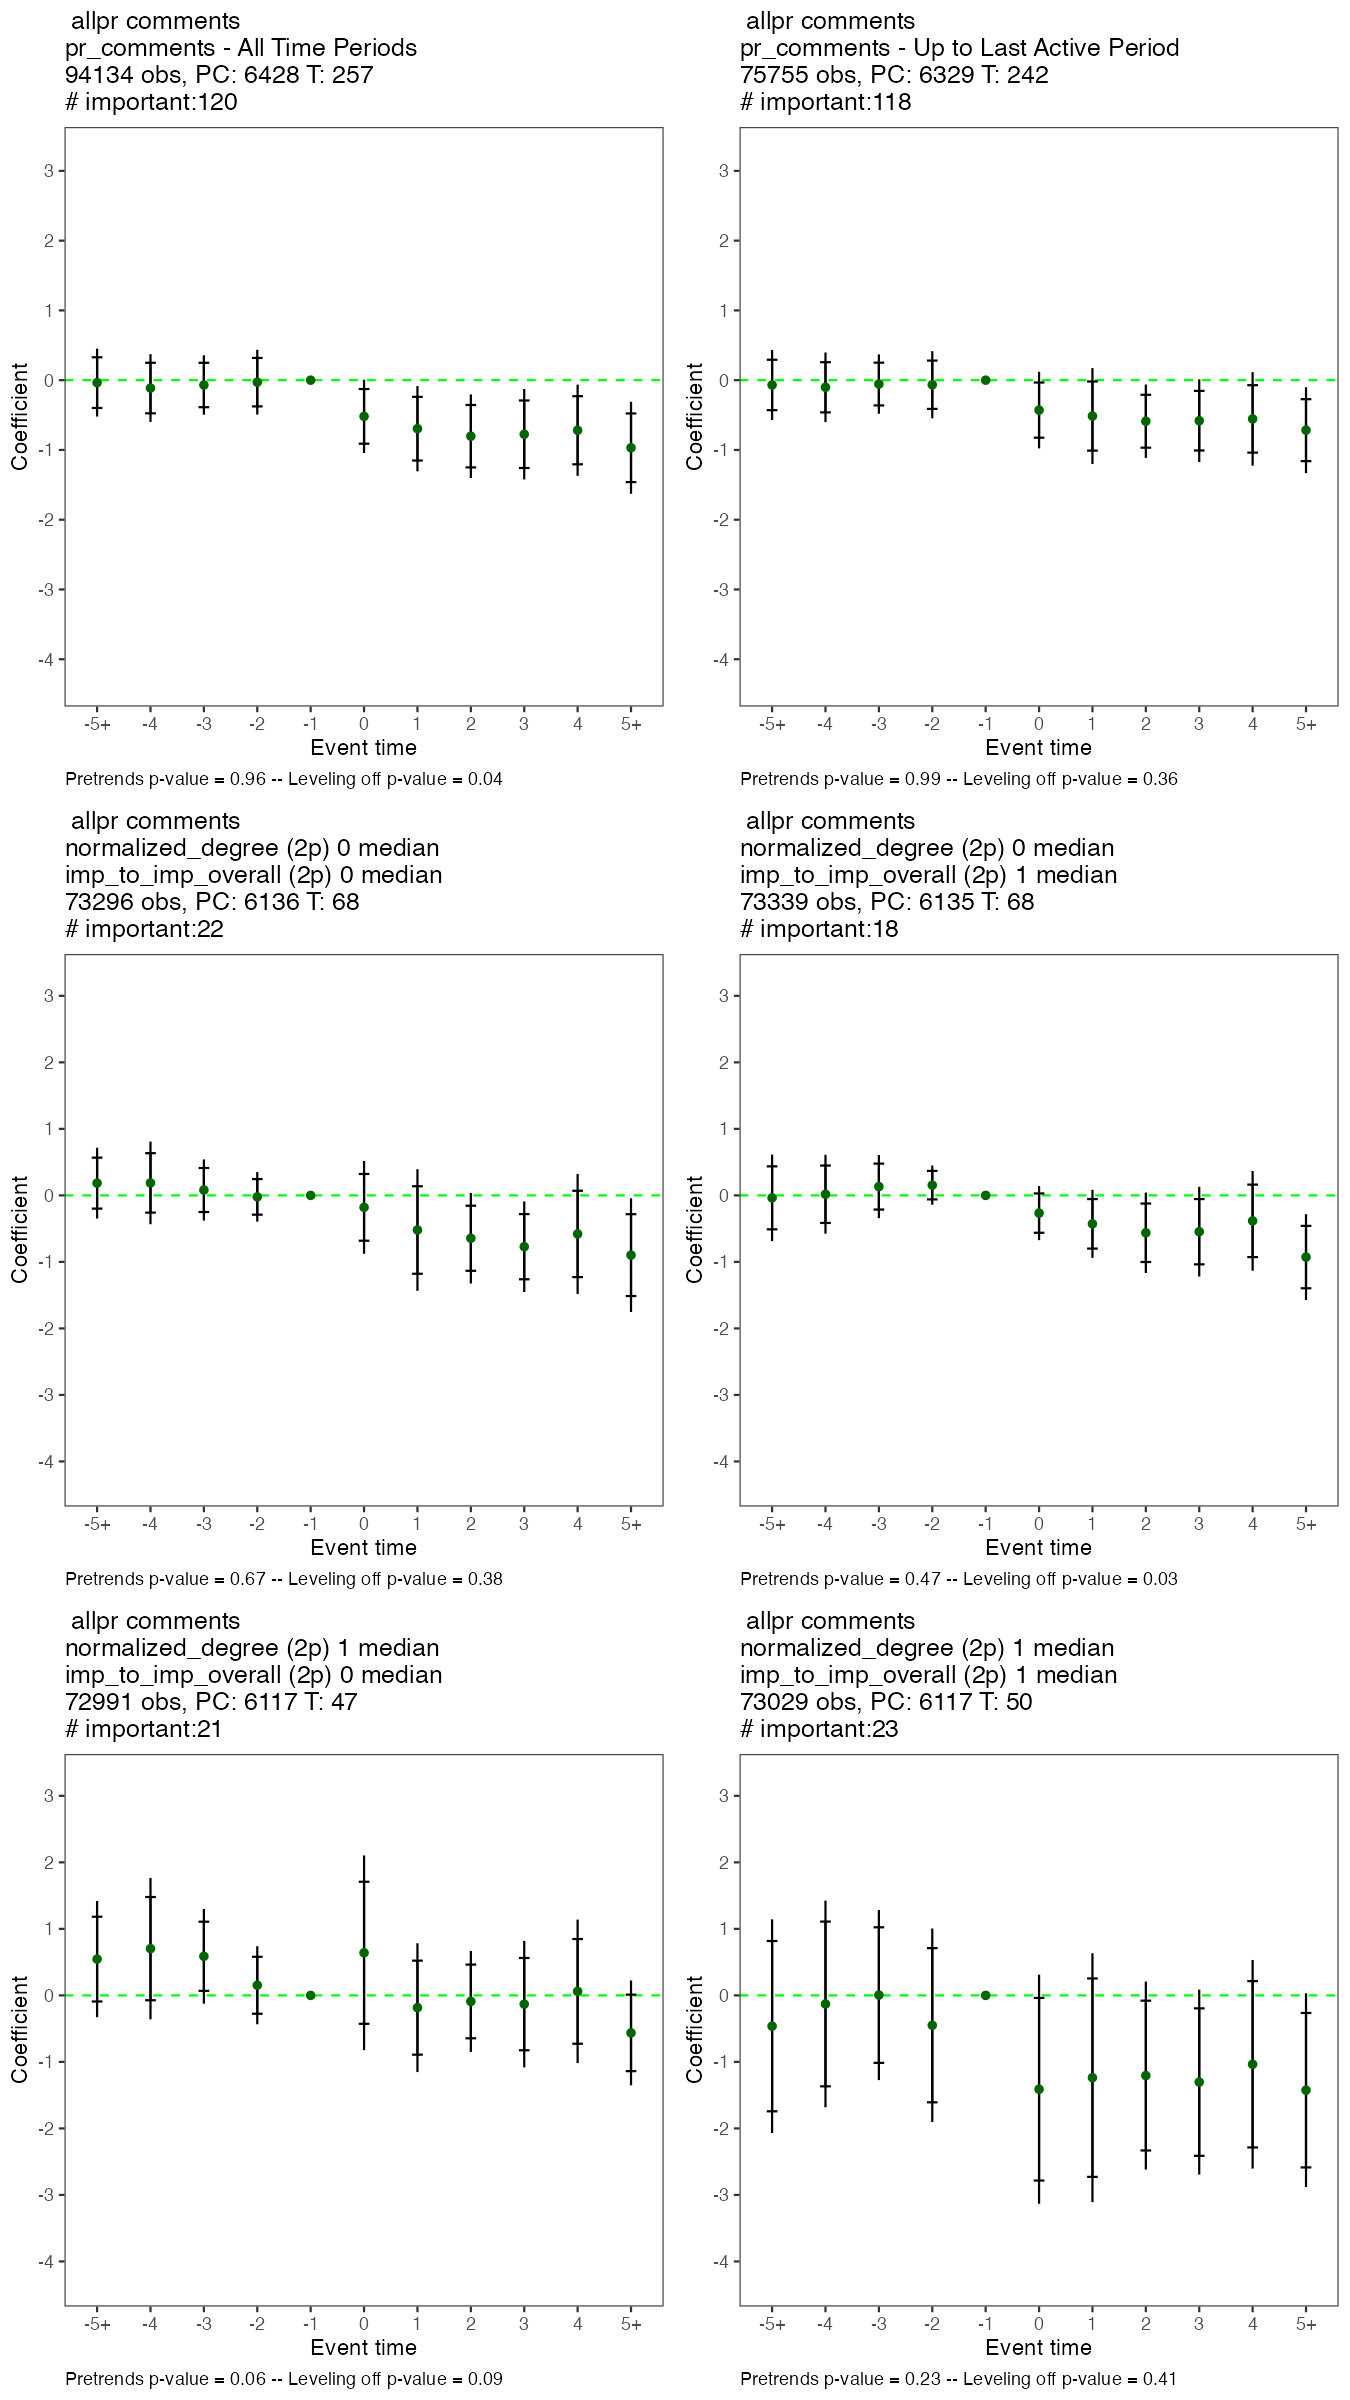 allpr comments
pr_comments - All Time Periods
94134 obs, PC: 6428 T: 257
# important:120
3
2
1
0
-1
-2
-3
-4
Coefficient
-5+ -4 -3 -2 -1 0 1 2 3 4 5+
Event time
Pretrends p-value = 0.96 -- Leveling off p-value = 0.04
allpr comments
pr_comments - Up to Last Active Period
75755 obs, PC: 6329 T: 242
# important:118
3
2
1
0
-1
-2
-3
-4
Coefficient
-5+ -4 -3 -2 -1 0 1 2 3 4 5+
Event time
Pretrends p-value = 0.99 -- Leveling off p-value = 0.36
allpr comments
normalized_degree (2p) 0 median
imp_to_imp_overall (2p) 0 median
73296 obs, PC: 6136 T: 68
# important:22
3
2
1
0
-1
-2
-3
-4
Coefficient
-5+ -4 -3 -2 -1 0 1 2 3 4 5+
Event time
Pretrends p-value = 0.67 -- Leveling off p-value = 0.38
allpr comments
normalized_degree (2p) 0 median
imp_to_imp_overall (2p) 1 median
73339 obs, PC: 6135 T: 68
# important:18
3
2
1
0
-1
-2
-3
-4
Coefficient
-5+ -4 -3 -2 -1 0 1 2 3 4 5+
Event time
Pretrends p-value = 0.47 -- Leveling off p-value = 0.03
allpr comments
normalized_degree (2p) 1 median
imp_to_imp_overall (2p) 0 median
72991 obs, PC: 6117 T: 47
# important:21
3
2
1
0
-1
-2
-3
-4
Coefficient
-5+ -4 -3 -2 -1 0 1 2 3 4 5+
Event time
Pretrends p-value = 0.06 -- Leveling off p-value = 0.09
allpr comments
normalized_degree (2p) 1 median
imp_to_imp_overall (2p) 1 median
73029 obs, PC: 6117 T: 50
# important:23
3
2
1
0
-1
-2
-3
-4
Coefficient
-5+ -4 -3 -2 -1 0 1 2 3 4 5+
Event time
Pretrends p-value = 0.23 -- Leveling off p-value = 0.41